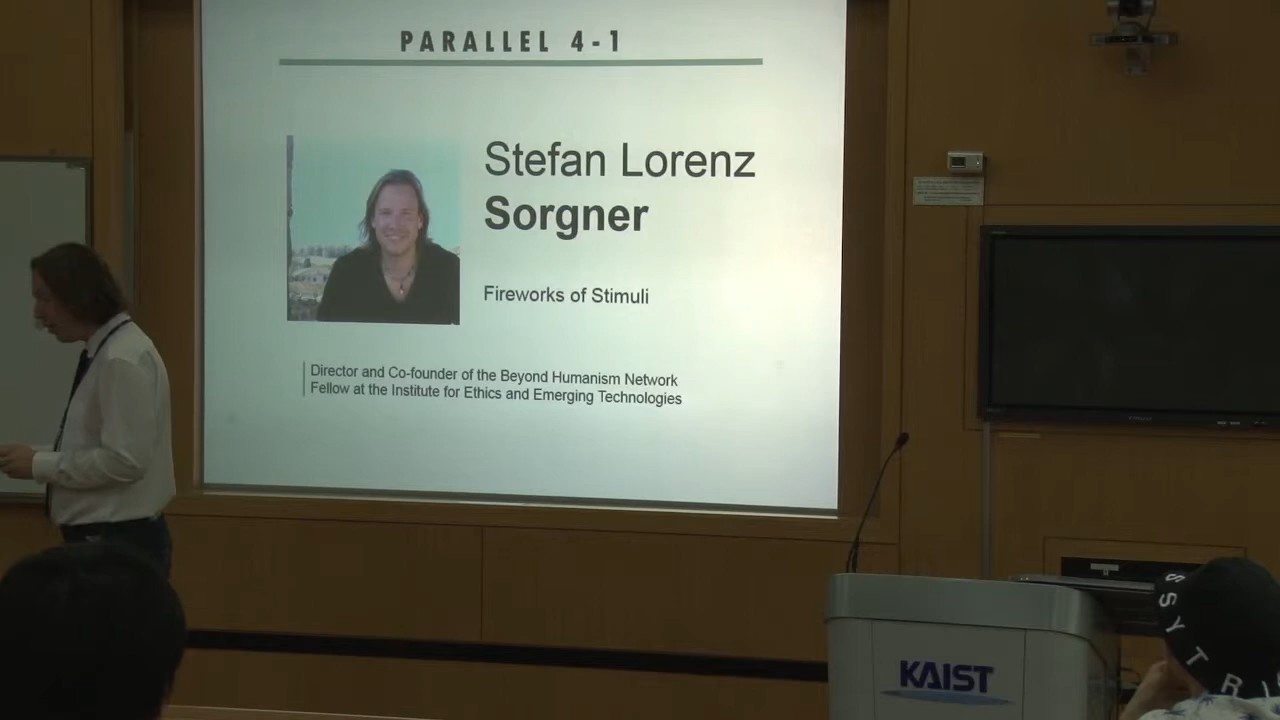 PARALLEL 4-1
Stefan Lorenz
Sorgner
Fireworks of Stimuli
Director and Co-founder of the Beyond Humanism Network
Fellow at the Institute for Ethics and Emerging Technologies
KAIST